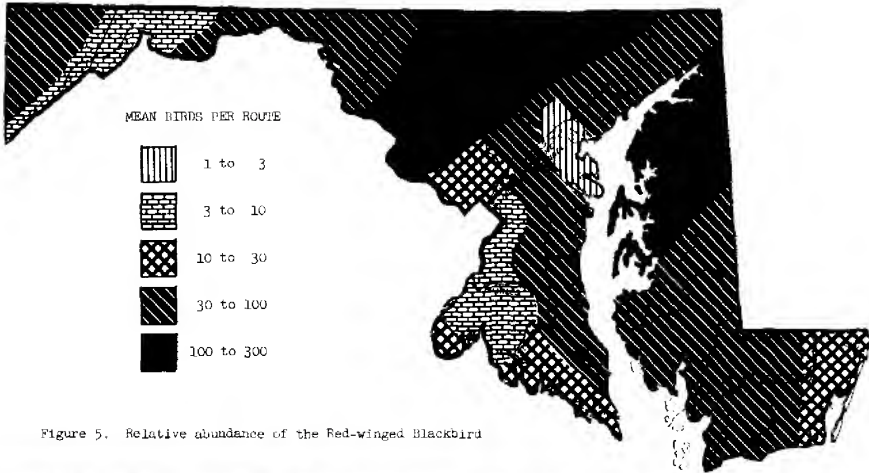 MEAN BIRDS PER ROUTE
1 to 3
3 to 10
10 to 30
30 to 100
100 to 300
Figure 5. Relative abundance of the Red-winged Blackbird